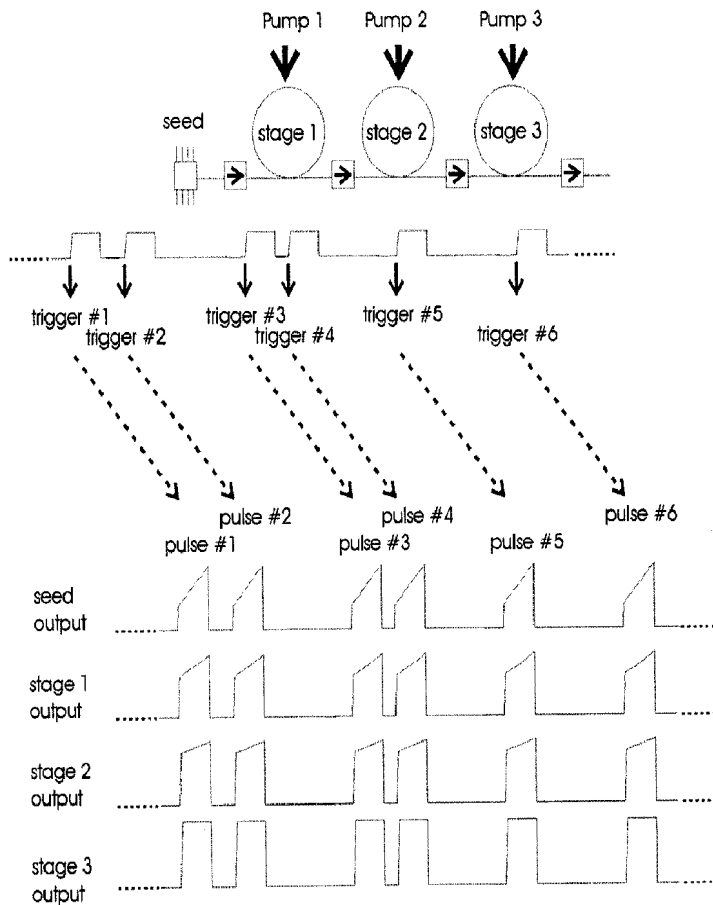 Pump 1 Pump 2 Pump 3
seed
stage 1 stage 2 stage 3
trigger #1
trigger #2
trigger #3
trigger #4
trigger #5
trigger #6
pulse #1
pulse #2
pulse #3
pulse #4
pulse #5
pulse #6
seed
output
stage 1
output
stage 2
output
stage 3
output